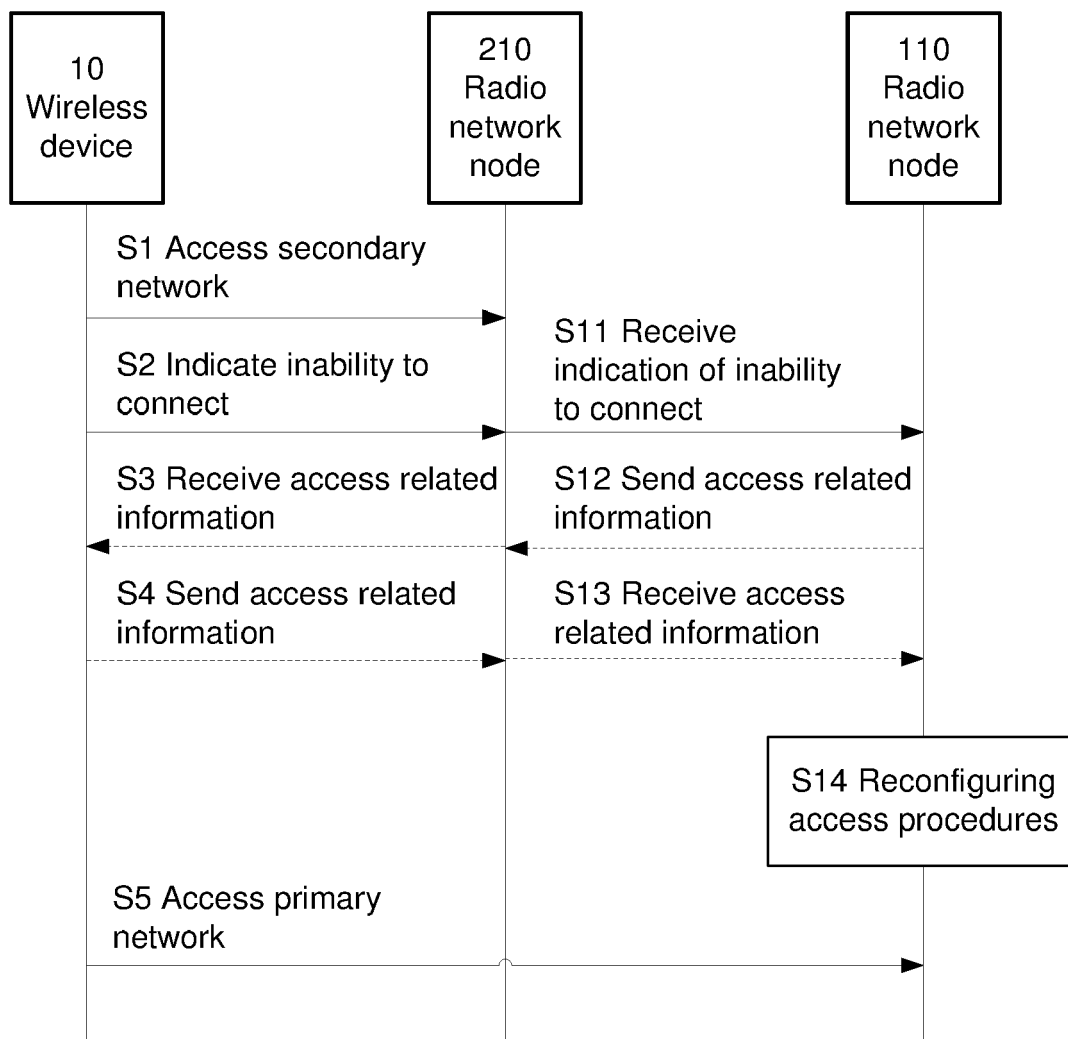 10
Wireless
device
210
Radio
network
node
110
Radio
network
node
S1 Access secondary
network
S11 Receive
indication of inability
to connect
S2 Indicate inability to
connect
S3 Receive access related
information
S12 Send access related
information
S4 Send access related
information
S13 Receive access
related information
S14 Reconfiguring
access procedures
S5 Access primary
network